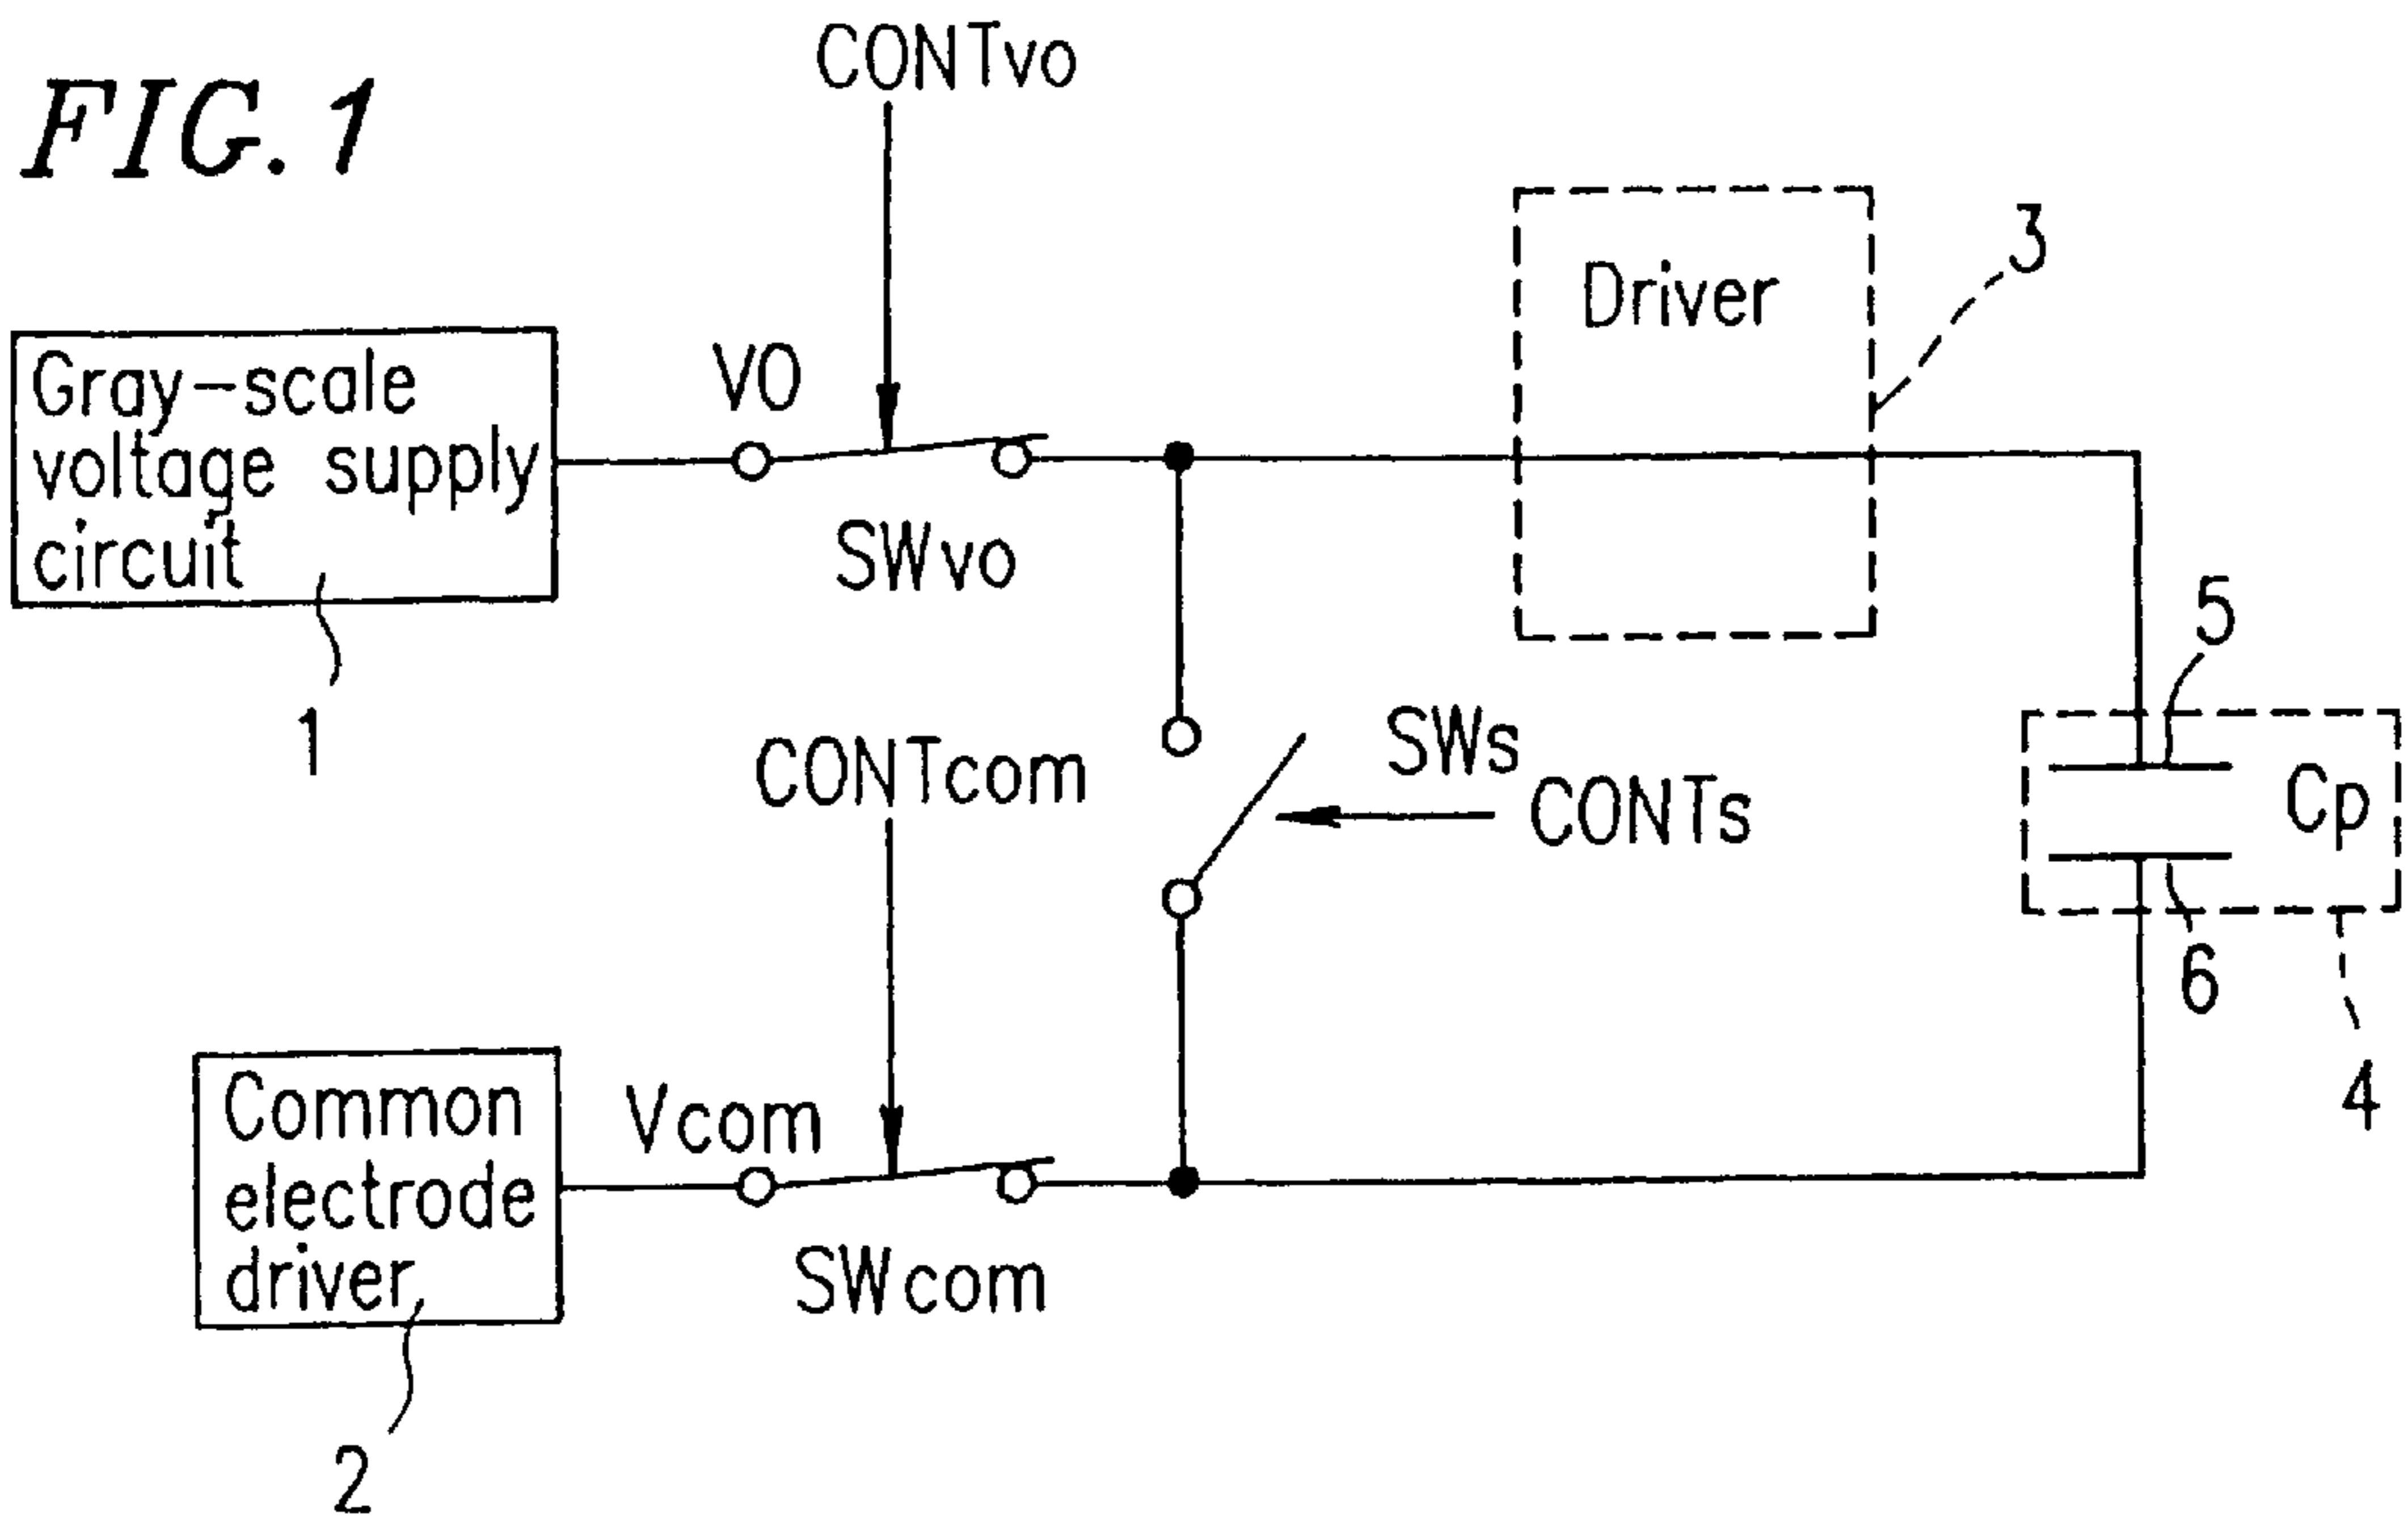 FIG. 1
CONTvo
Driver
3
Gray-scale
voltage supply
circuit
VO
SWvo
1
5
CONTcom
SWs
CONTs
Cp
6
4
Common
electrode
driver
Vcom
SWcom
2